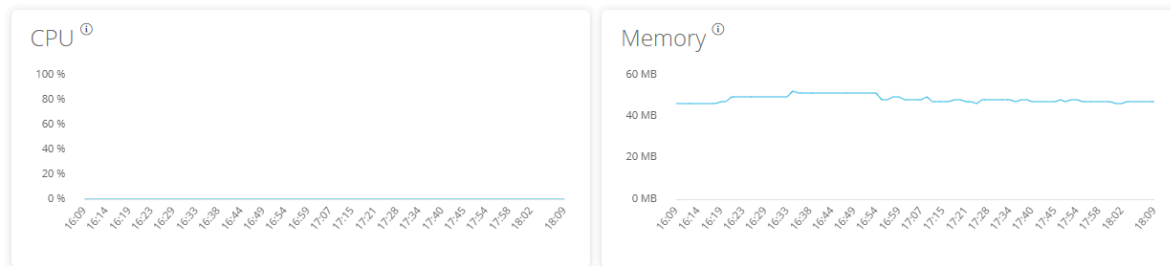 CPU ⓘ
100 %
80 %
60 %
40 %
20 %
0 %
16:09 16:14 16:19 16:23 16:29 16:33 16:38 16:44 16:49 16:54 16:59 17:07 17:15 17:21 17:28 17:34 17:40 17:45 17:54 17:58 18:02 18:09
Memory ⓘ
60 MB
40 MB
20 MB
0 MB
16:09 16:14 16:19 16:23 16:29 16:33 16:38 16:44 16:49 16:54 16:59 17:07 17:15 17:21 17:28 17:34 17:40 17:45 17:54 17:58 18:02 18:09